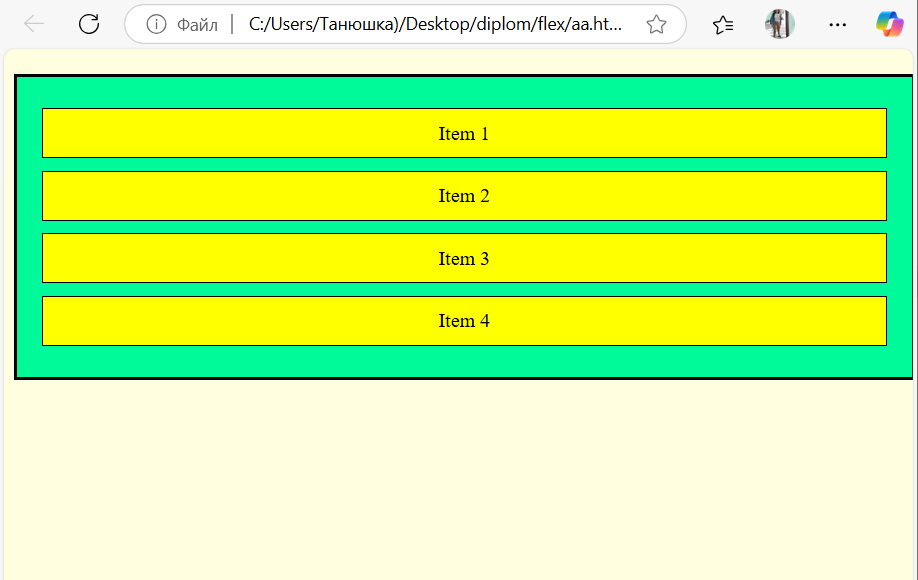 Файл C:/Users/Танюшка)/Desktop/diplom/flex/aa.ht...
Item 1
Item 2
Item 3
Item 4